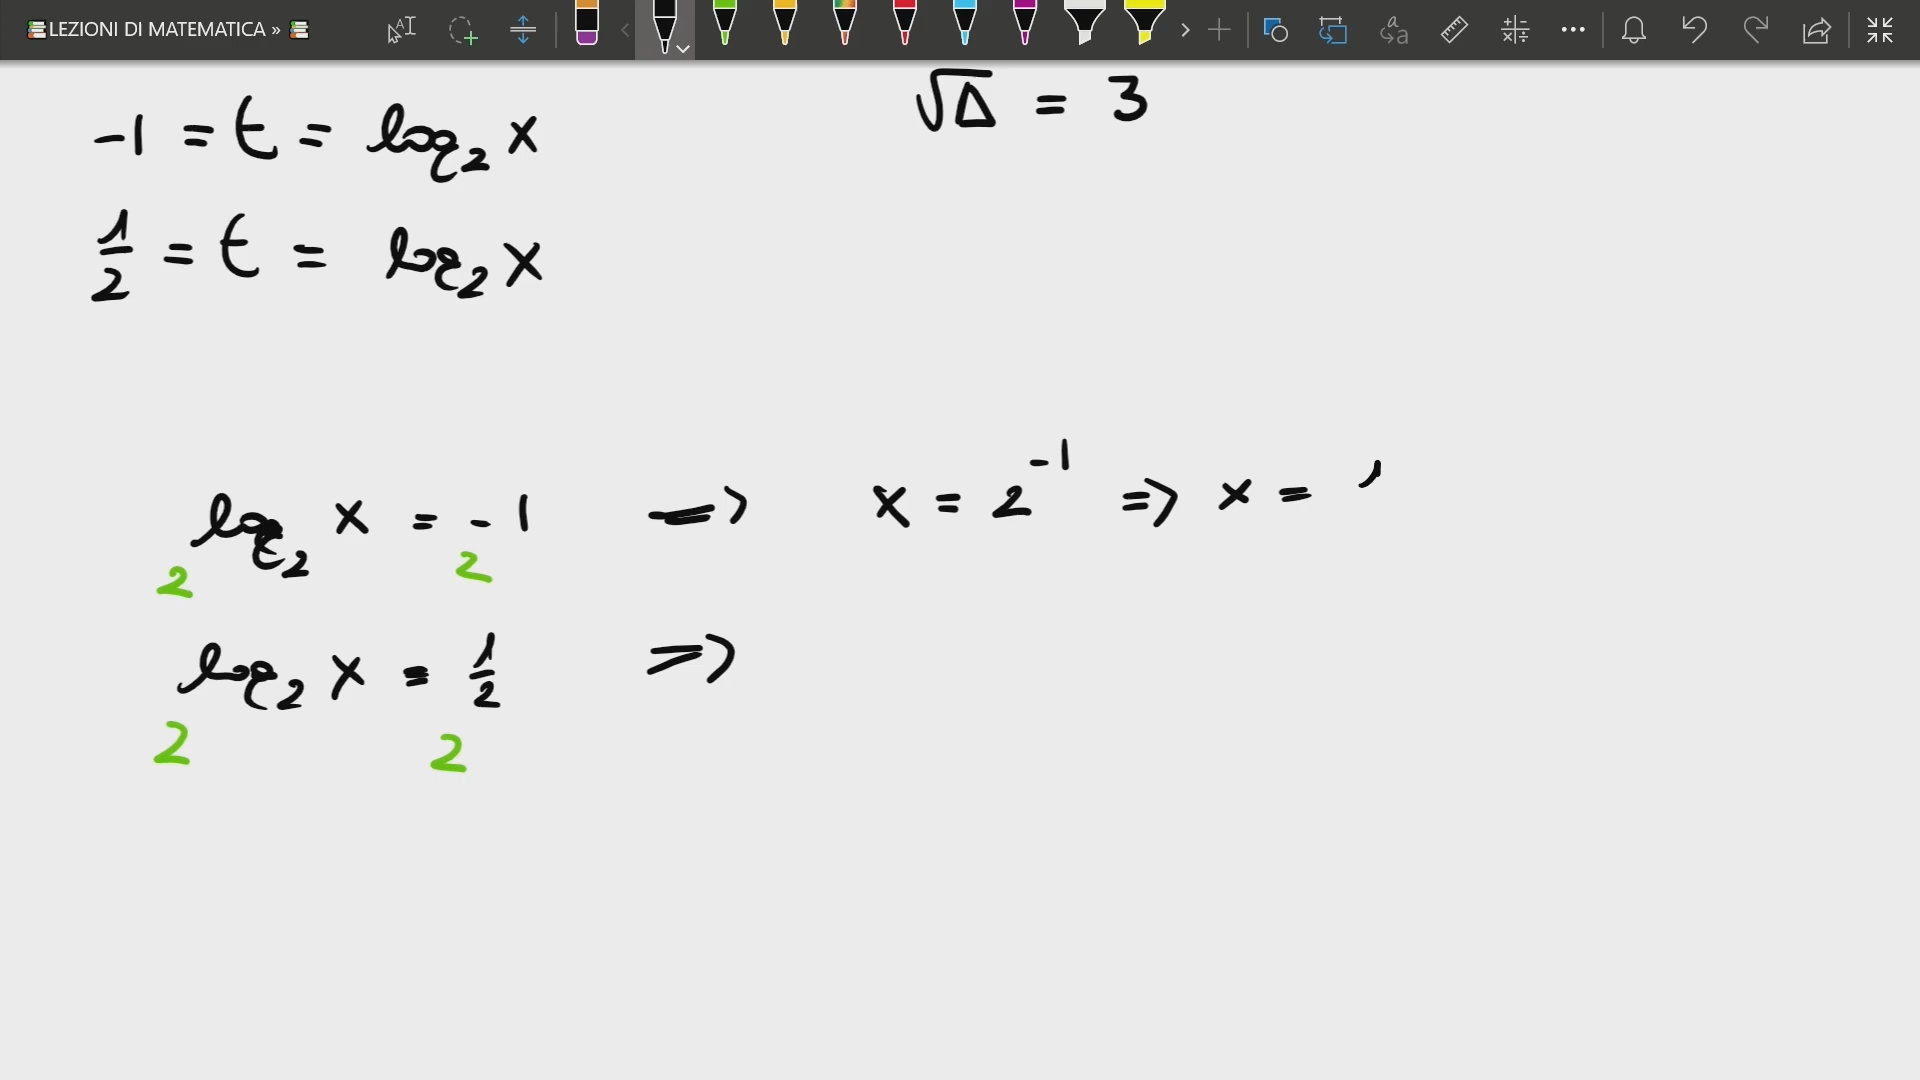 LEZIONI DI MATEMATICA »
√Δ = 3
-1 = t = log₂ x
1/2 = t = log₂ x
log₂ x = -1 => x = 2⁻¹ => x = 1
2 2
log₂ x = 1/2 =>
2 2